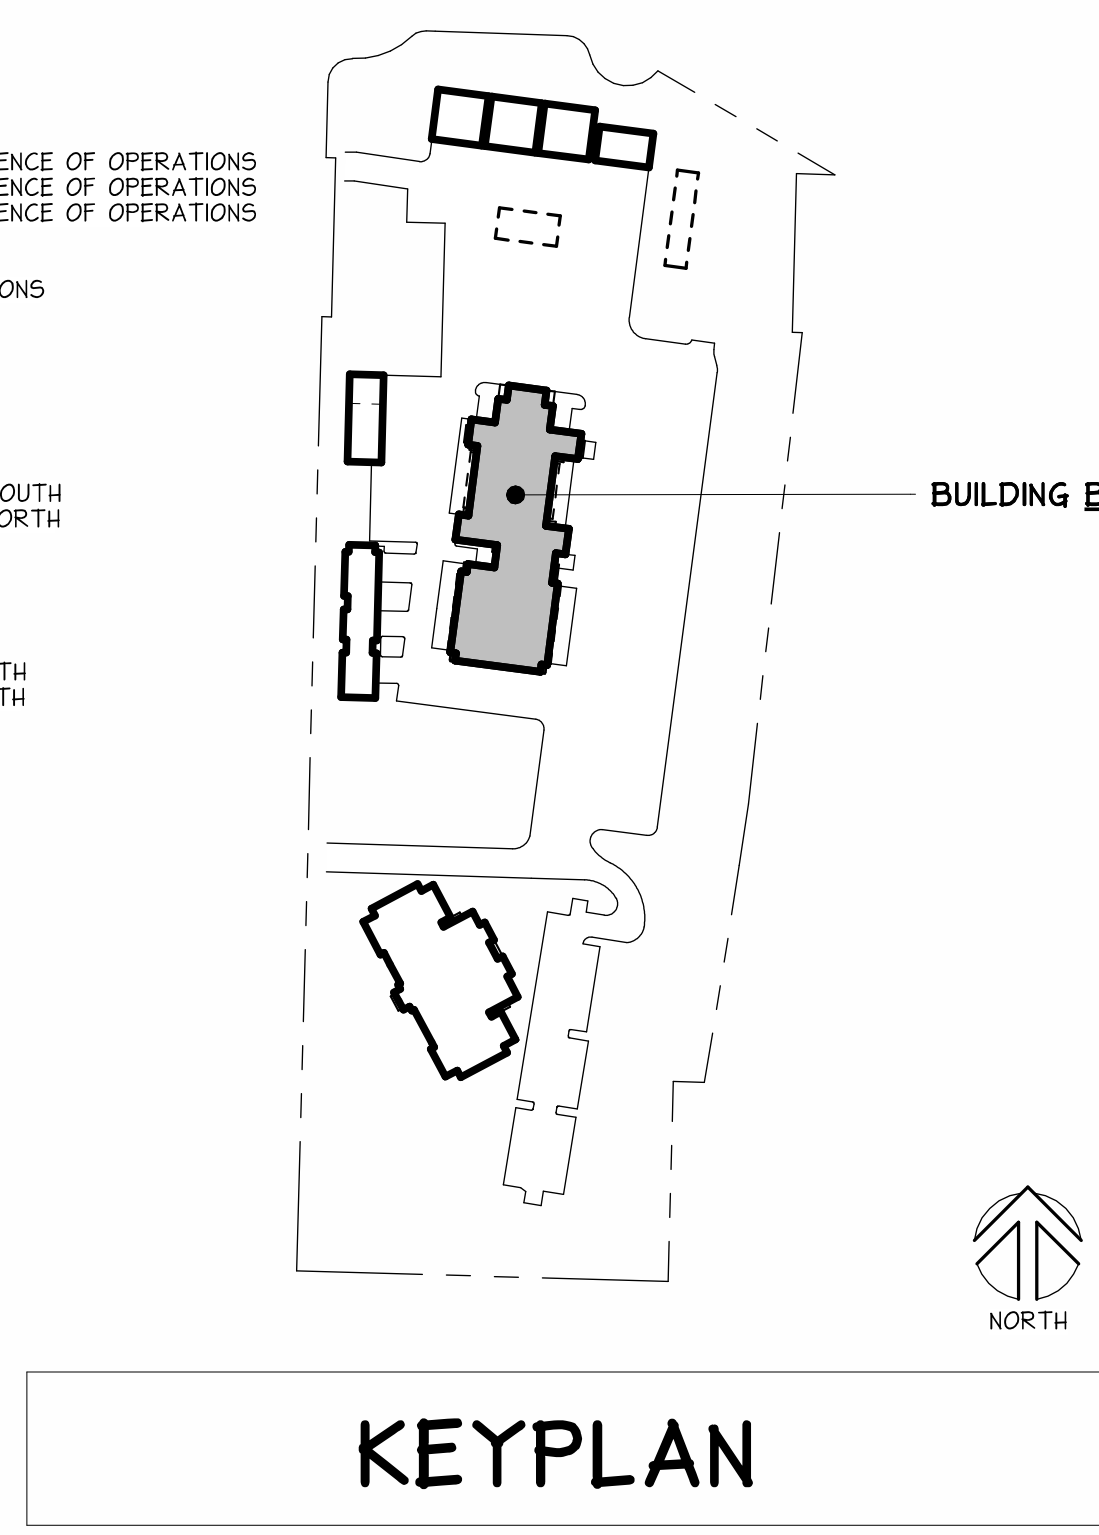 ENCE OF OPERATIONS
ENCE OF OPERATIONS
ENCE OF OPERATIONS
ONS
OUTH
ORTH
BUILDING B
TH
TH
NORTH
KEYPLAN